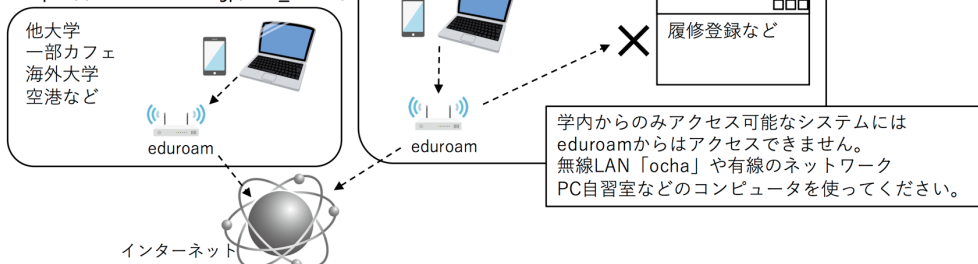 他大学
一部カフェ
海外大学
空港など
eduroam
eduroam
インターネット
履修登録など
学内からのみアクセス可能なシステムには
eduroamからはアクセスできません。
無線LAN「ocha」や有線のネットワーク
PC自習室などのコンピュータを使ってください。